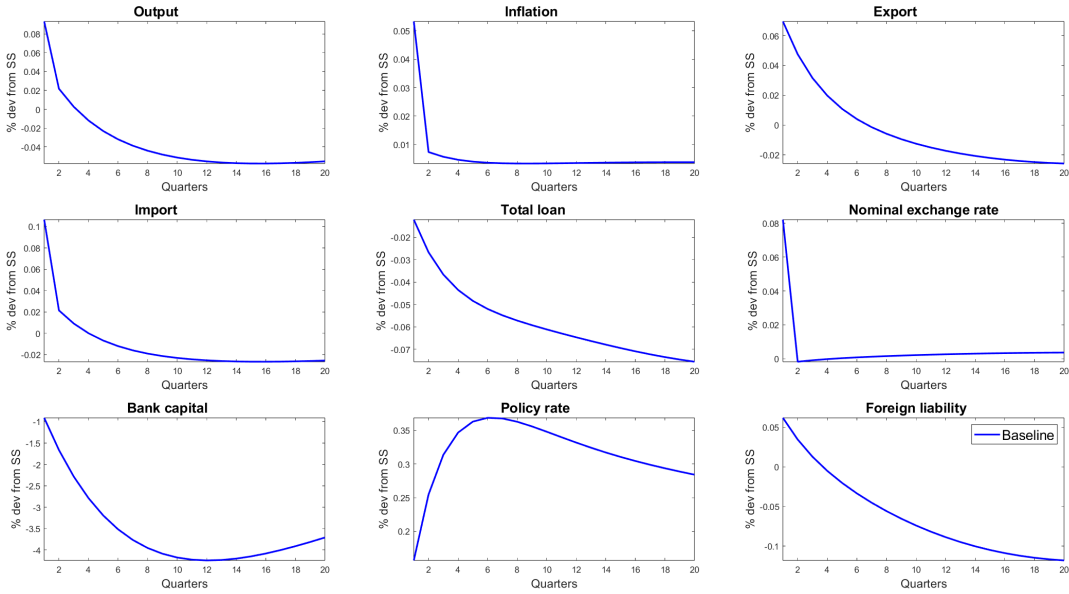 Output
% dev from SS
0.08
0.06
0.04
0.02
0
-0.02
-0.04
2 4 6 8 10 12 14 16 18 20
Quarters
Inflation
% dev from SS
0.05
0.04
0.03
0.02
0.01
2 4 6 8 10 12 14 16 18 20
Quarters
Export
% dev from SS
0.06
0.04
0.02
0
-0.02
2 4 6 8 10 12 14 16 18 20
Quarters
Import
% dev from SS
0.1
0.08
0.06
0.04
0.02
0
-0.02
2 4 6 8 10 12 14 16 18 20
Quarters
Total loan
% dev from SS
-0.02
-0.03
-0.04
-0.05
-0.06
-0.07
2 4 6 8 10 12 14 16 18 20
Quarters
Nominal exchange rate
% dev from SS
0.08
0.06
0.04
0.02
0
2 4 6 8 10 12 14 16 18 20
Quarters
Bank capital
% dev from SS
-1
-1.5
-2
-2.5
-3
-3.5
-4
2 4 6 8 10 12 14 16 18 20
Quarters
Policy rate
% dev from SS
0.35
0.3
0.25
0.2
2 4 6 8 10 12 14 16 18 20
Quarters
Foreign liability
Baseline
% dev from SS
0.05
0
-0.05
-0.1
2 4 6 8 10 12 14 16 18 20
Quarters